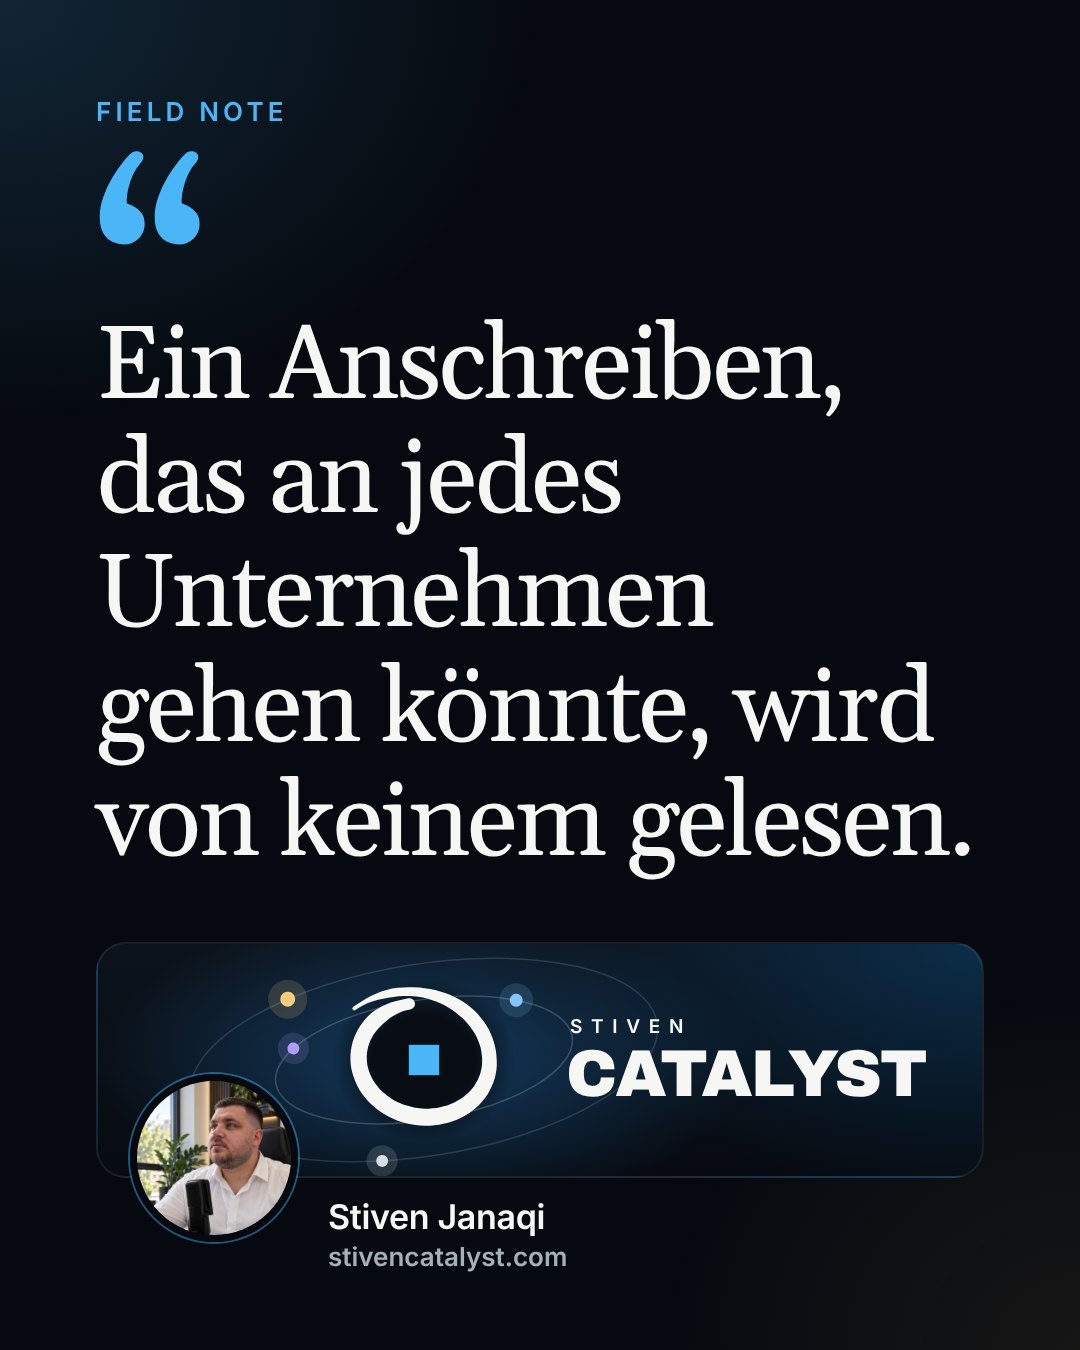 FIELD NOTE
“
Ein Anschreiben,
das an jedes
Unternehmen
gehen könnte, wird
von keinem gelesen.
STIVEN
CATALYST
Stiven Janaqi
stivencatalyst.com